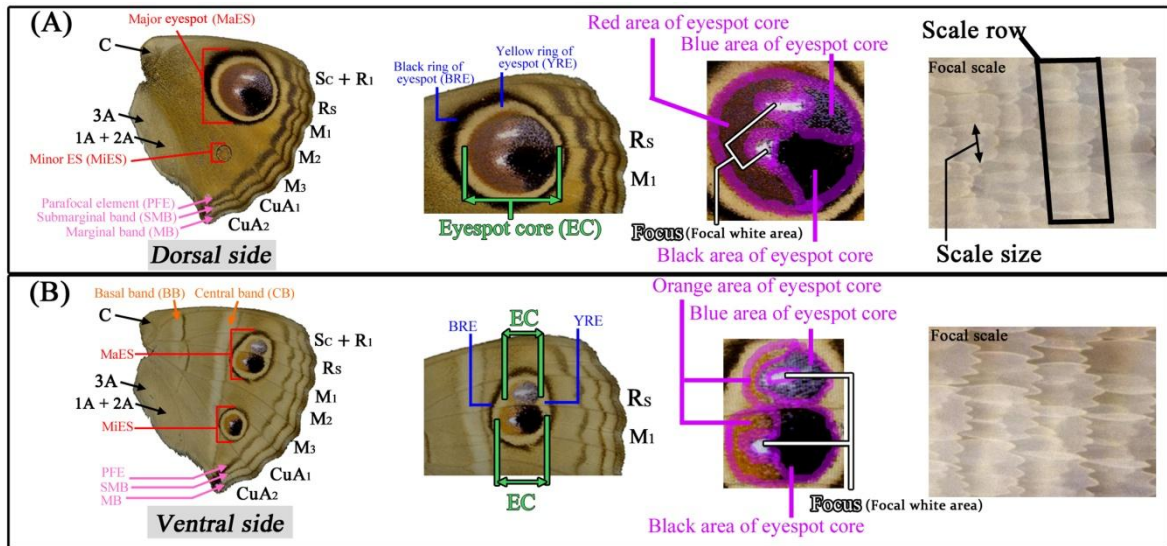 (A)
Major eyespot (MaES)
C
SC + R1
RS
M1
M2
M3
CuA1
CuA2
3A
1A + 2A
Minor ES (MiES)
Parafocal element (PFE)
Submarginal band (SMB)
Marginal band (MB)
Dorsal side
Black ring of
eyespot (BRE)
Yellow ring of
eyespot (YRE)
RS
M1
Eyespot core (EC)
Red area of eyespot core
Blue area of eyespot core
Focus (Focal white area)
Black area of eyespot core
Scale row
Focal scale
Scale size
(B)
Basal band (BB)
Central band (CB)
C
SC + R1
RS
M1
M2
M3
CuA1
CuA2
MaES
3A
1A + 2A
MiES
PFE
SMB
MB
Ventral side
EC
BRE
YRE
RS
M1
EC
Orange area of eyespot core
Blue area of eyespot core
Focus (Focal white area)
Black area of eyespot core
Focal scale